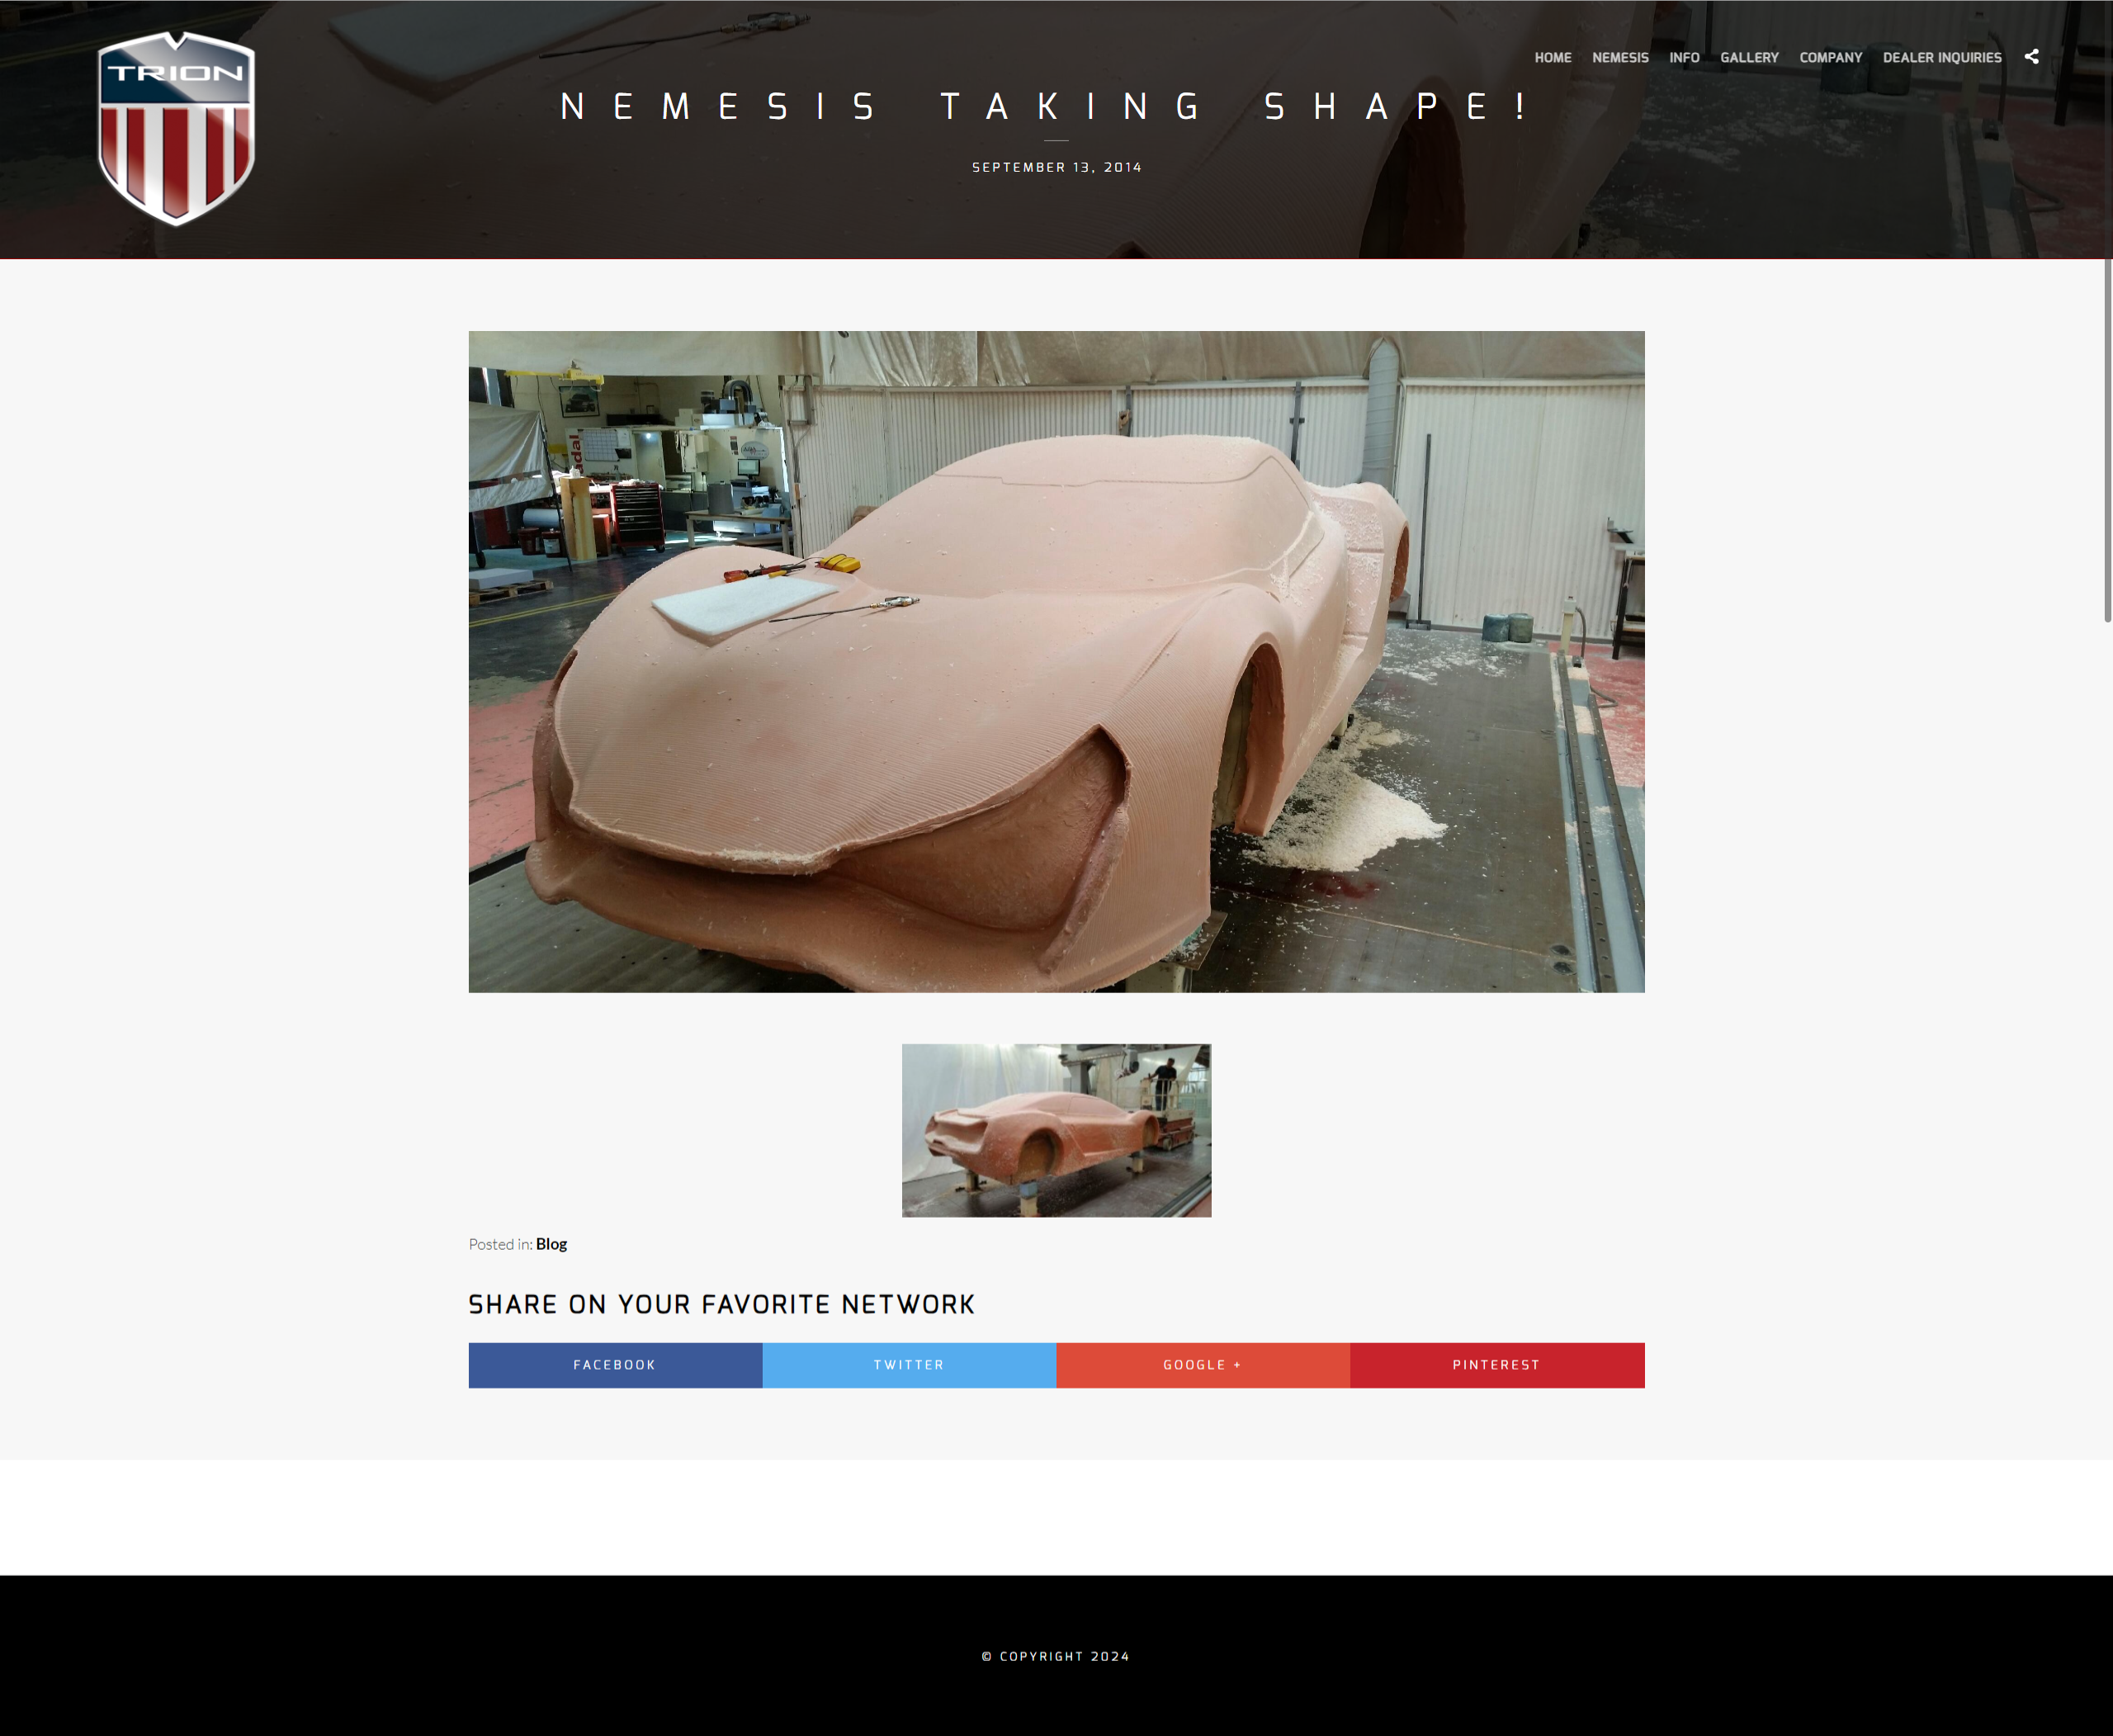 TRION
HOME NEMESIS INFO GALLERY COMPANY DEALER INQUIRIES
NEMESIS TAKING SHAPE!
SEPTEMBER 13, 2014
Posted in: Blog
SHARE ON YOUR FAVORITE NETWORK
FACEBOOK TWITTER GOOGLE + PINTEREST
© COPYRIGHT 2024